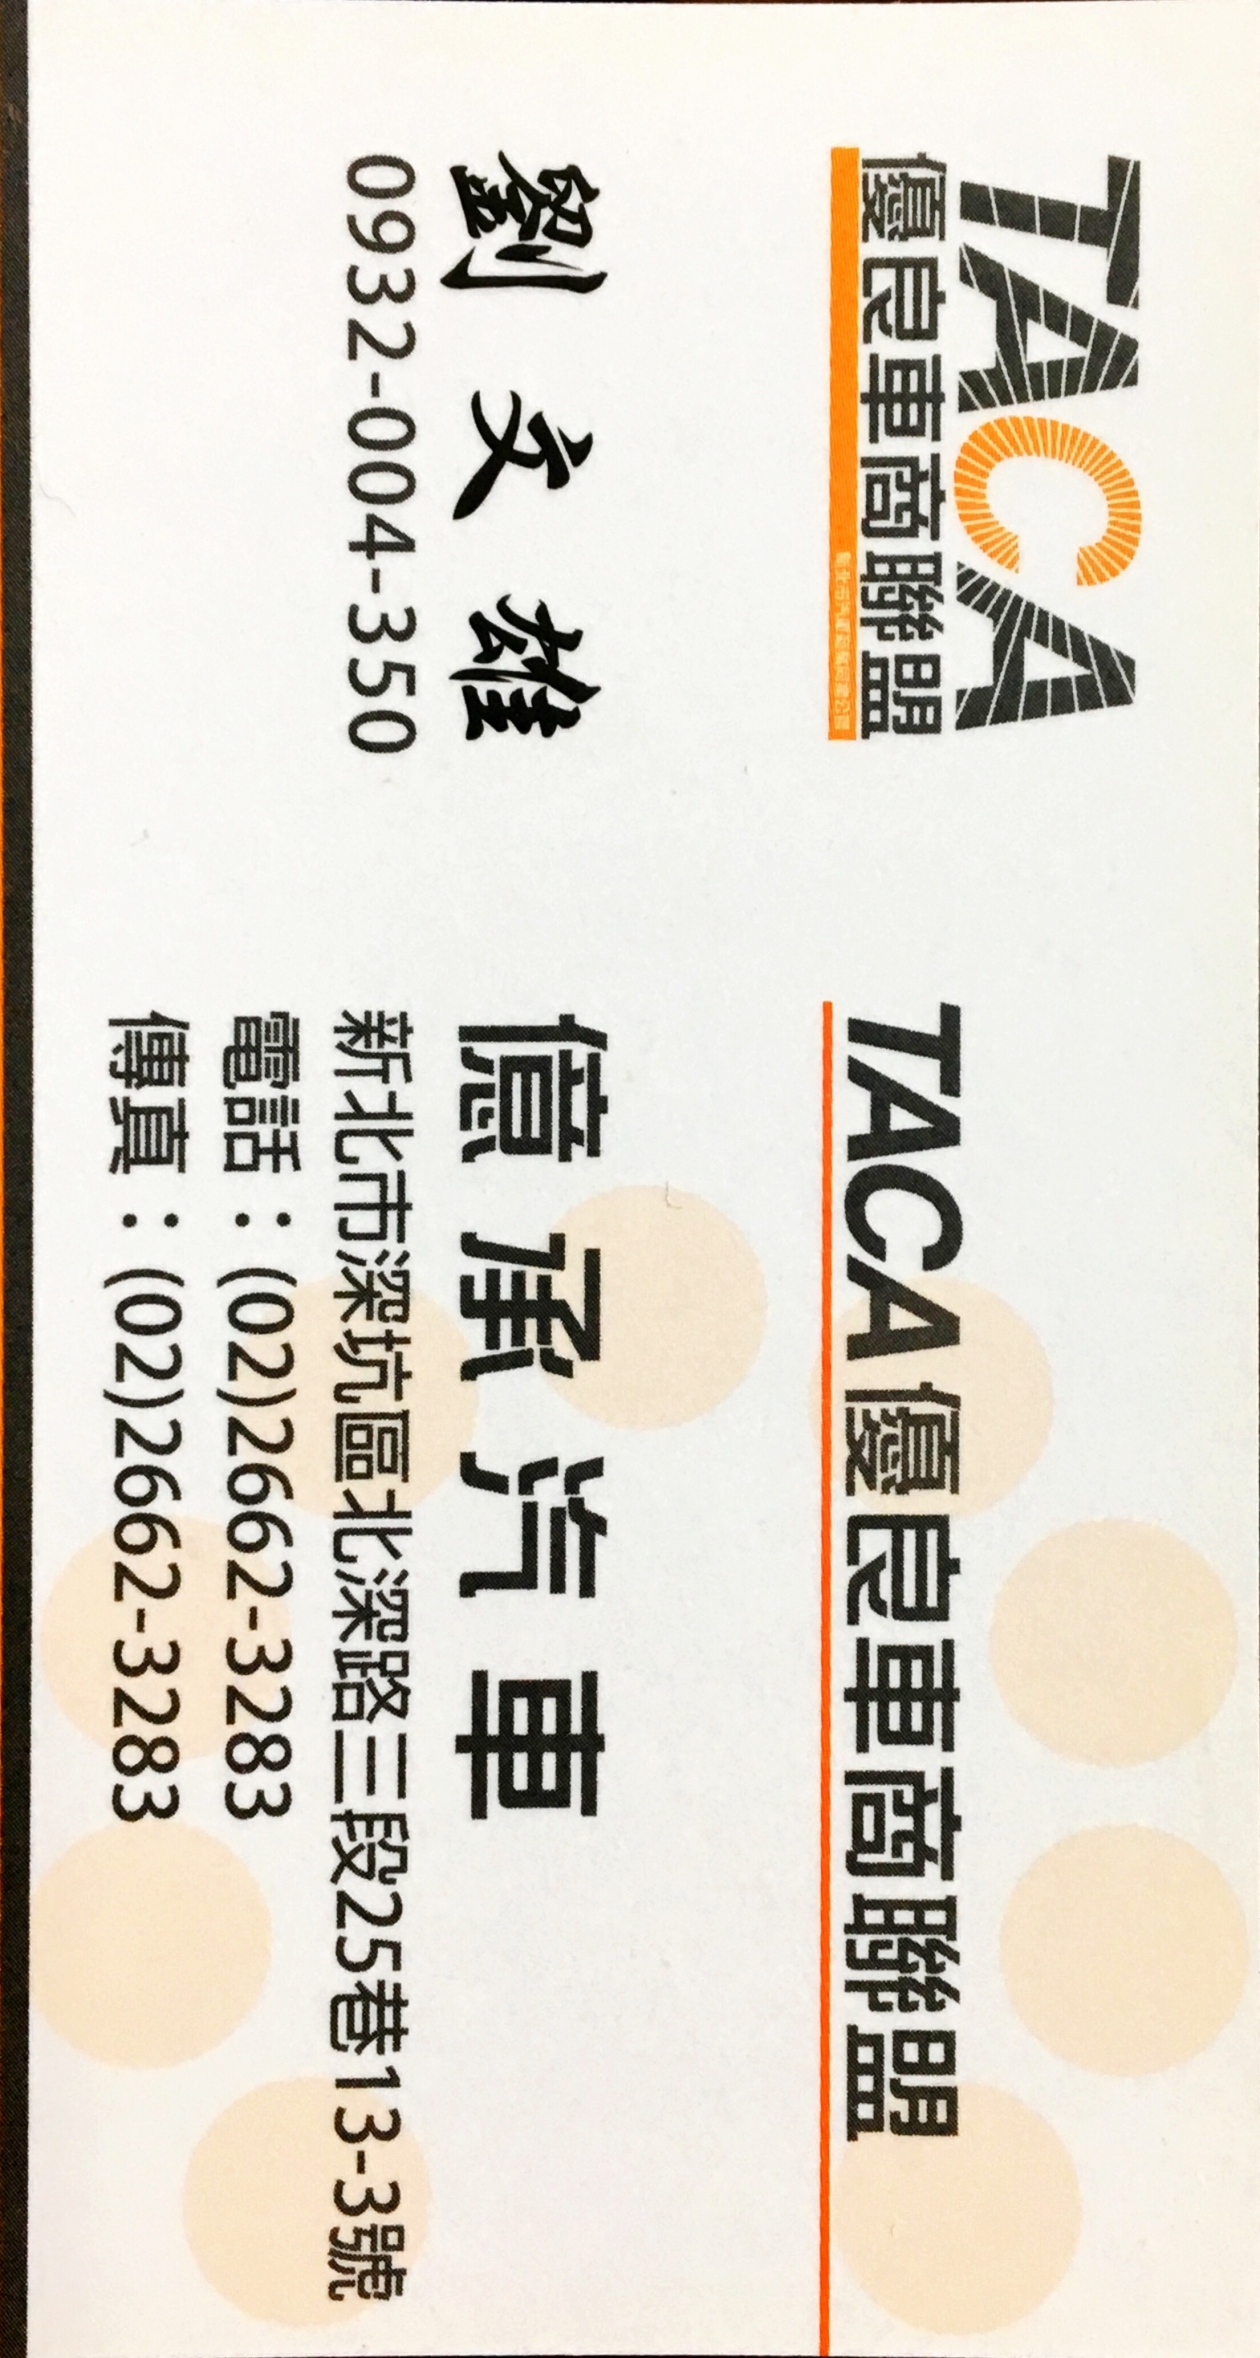 TACA
優良車商聯盟
TACA優良車商聯盟
劉文雄
0932-004-350
億承汽車
新北市深坑區北深路三段25巷13-3號
電話：(02)2662-3283
傳真：(02)2662-3283